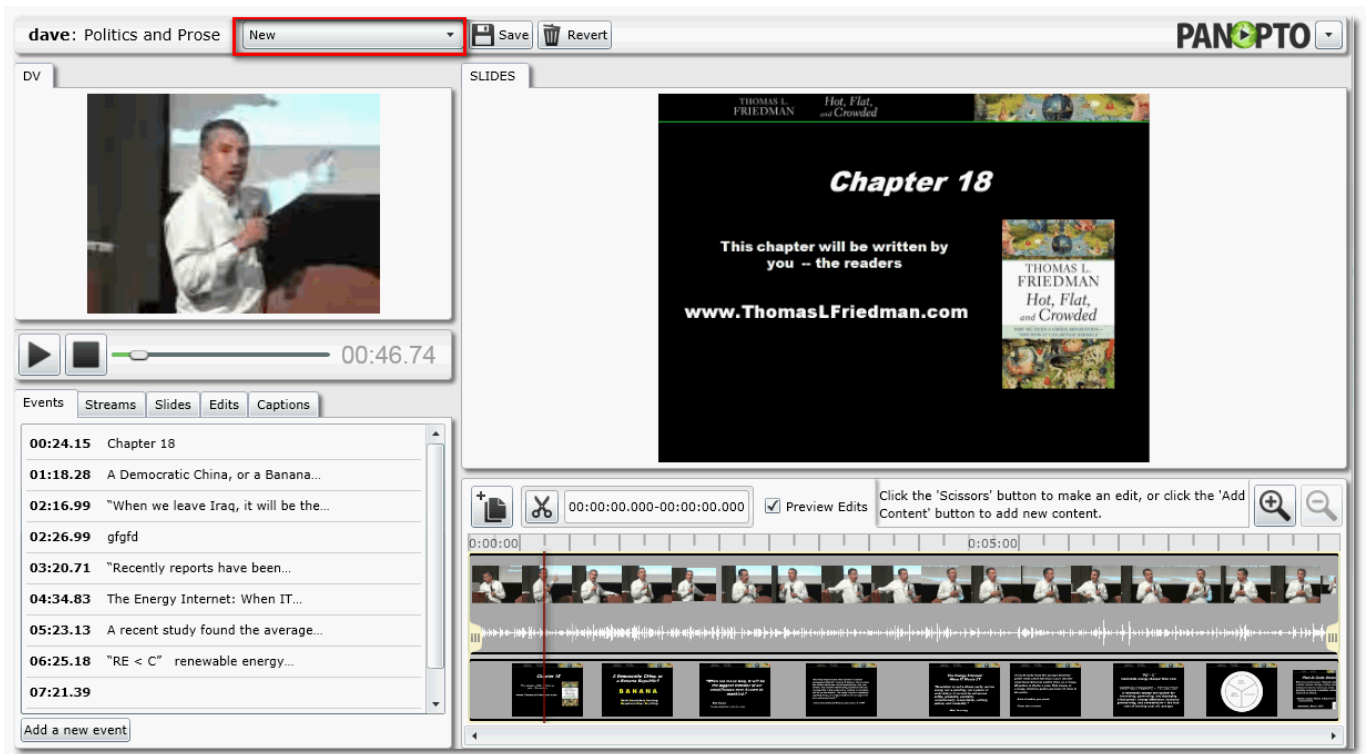 dave: Politics and Prose
New
Save
Revert
PANOPTO
DV
SLIDES
THOMAS L.
FRIEDMAN
Hot, Flat,
and Crowded
Chapter 18
This chapter will be written by
you -- the readers
www.ThomasLFriedman.com
THOMAS L.
FRIEDMAN
Hot, Flat,
and Crowded
00:46.74
Events
Streams
Slides
Edits
Captions
00:24.15 Chapter 18
01:18.28 A Democratic China, or a Banana...
02:16.99 "When we leave Iraq, it will be the...
02:26.99 gfgfd
03:20.71 "Recently reports have been...
04:34.83 The Energy Internet: When IT...
05:23.13 A recent study found the average...
06:25.18 "RE < C" renewable energy...
07:21.39
Add a new event
00:00:00.000-00:00:00.000
Preview Edits
Click the 'Scissors' button to make an edit, or click the 'Add
Content' button to add new content.
0:00:00
0:05:00
Chapter 18
BANANA